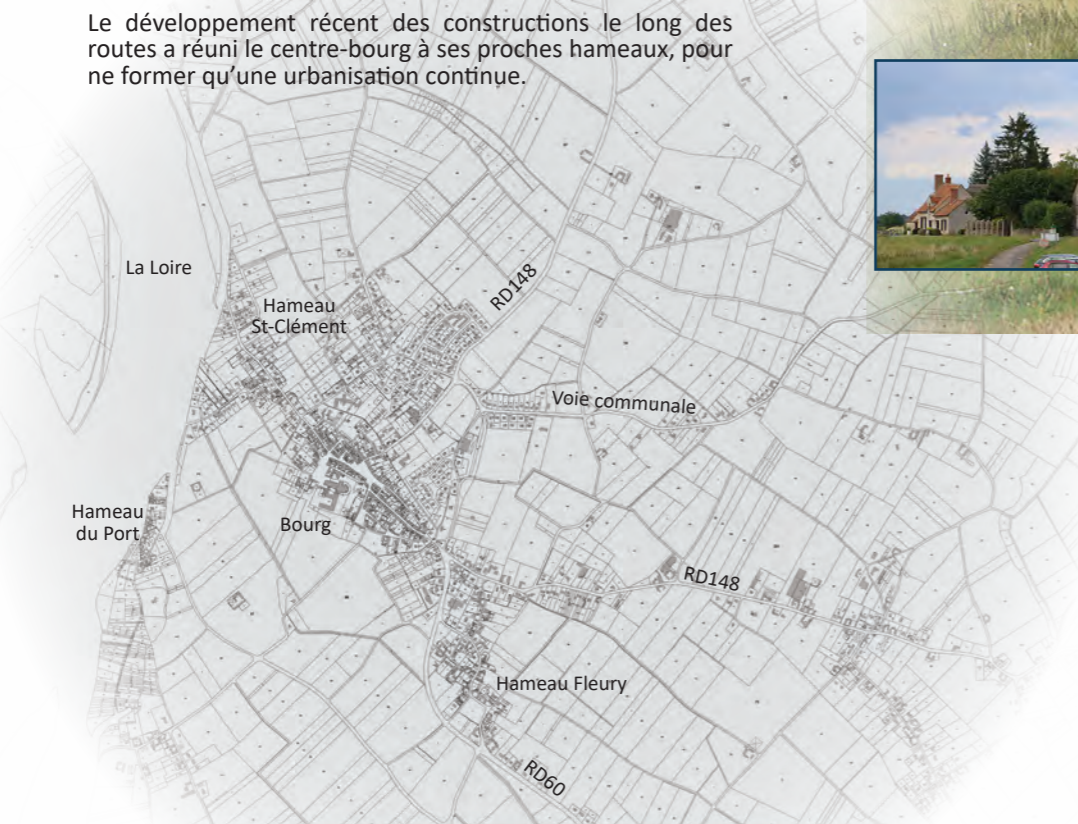 Le développement récent des constructions le long des
routes a réuni le centre-bourg à ses proches hameaux, pour
ne former qu'une urbanisation continue.
La Loire
Hameau
St-Clément
RD148
Voie communale
Hameau
du Port
Bourg
RD148
Hameau Fleury
RD60